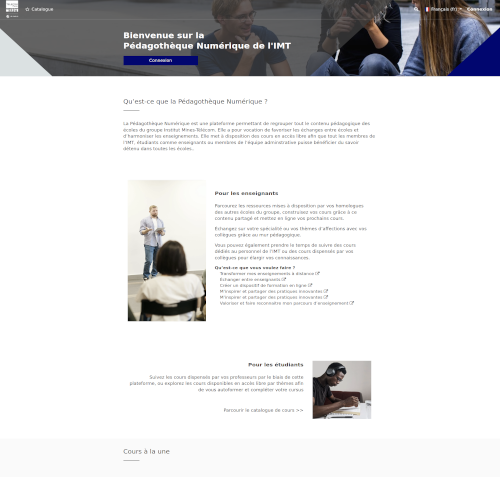 Catalogue
Français (fr)
Connexion
Bienvenue sur la
Pédagothèque Numérique de l'IMT
Connexion
Qu'est-ce que la Pédagothèque Numérique ?
La Pédagothèque Numérique est une plateforme permettant de regrouper tout le contenu pédagogique des
écoles du groupe Institut Mines-Télécom. Elle a pour vocation de favoriser les échanges entre écoles et
d'harmoniser les enseignements. Elle met à disposition des cours en accès libre afin que tous les membres de
l'IMT, étudiants comme enseignants ou membres de l'équipe administrative puisse bénéficier du savoir
détenu dans toutes les écoles.
Pour les enseignants
Parcourez les ressources mises à disposition par vos homologues
des autres écoles du groupe, construisez vos cours grâce à ce
contenu partagé et mettez en ligne vos prochains cours.
Echangez sur votre spécialité ou vos thèmes d'affections avec vos
collègues grâce au mur pédagogique.
Vous pouvez également prendre le temps de suivre des cours
dédiés au personnel de l'IMT ou des cours dispensés par vos
collègues pour élargir vos connaissances.
Qu'est-ce que vous voulez faire ?
Transformer mes enseignements à distance
Echanger entre enseignants
Créer un dispositif de formation en ligne
M'inspirer et partager des pratiques innovantes
M'inspirer et partager des pratiques innovantes
Valoriser et faire reconnaître mon parcours d'enseignement
Pour les étudiants
Suivez les cours dispensés par vos professeurs par le biais de cette
plateforme, ou explorez les cours disponibles en accès libre par thèmes afin
de vous autoformer et compléter votre cursus
Parcourir le catalogue de cours >>
Cours à la une